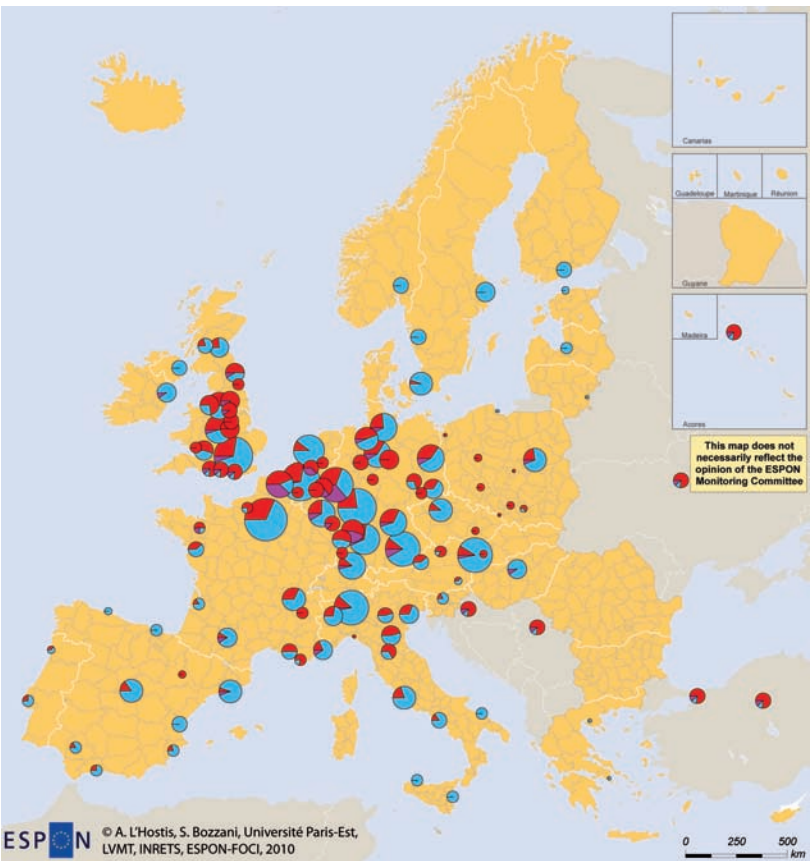 Canarias
Guadeloupe Martinique Réunion
Guyane
Madeira
Acores
This map does not
necessarily reflect the
opinion of the ESPON
Monitoring Committee
ESPON © A. L'Hostis, S. Bozzani, Université Paris-Est,
LVMT, INRETS, ESPON-FOCI, 2010
0 250 500
km